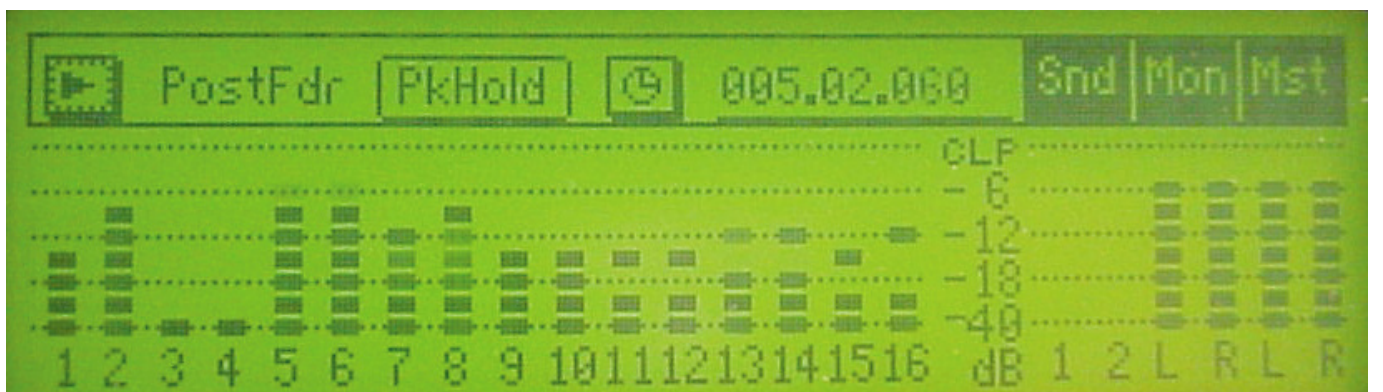 PostFdr PkHold 005.02.060 Snd Mon Mst
CLP
-6
-12
-18
-40
1 2 3 4 5 6 7 8 9 10 11 12 13 14 15 16 dB 1 2 L R L R